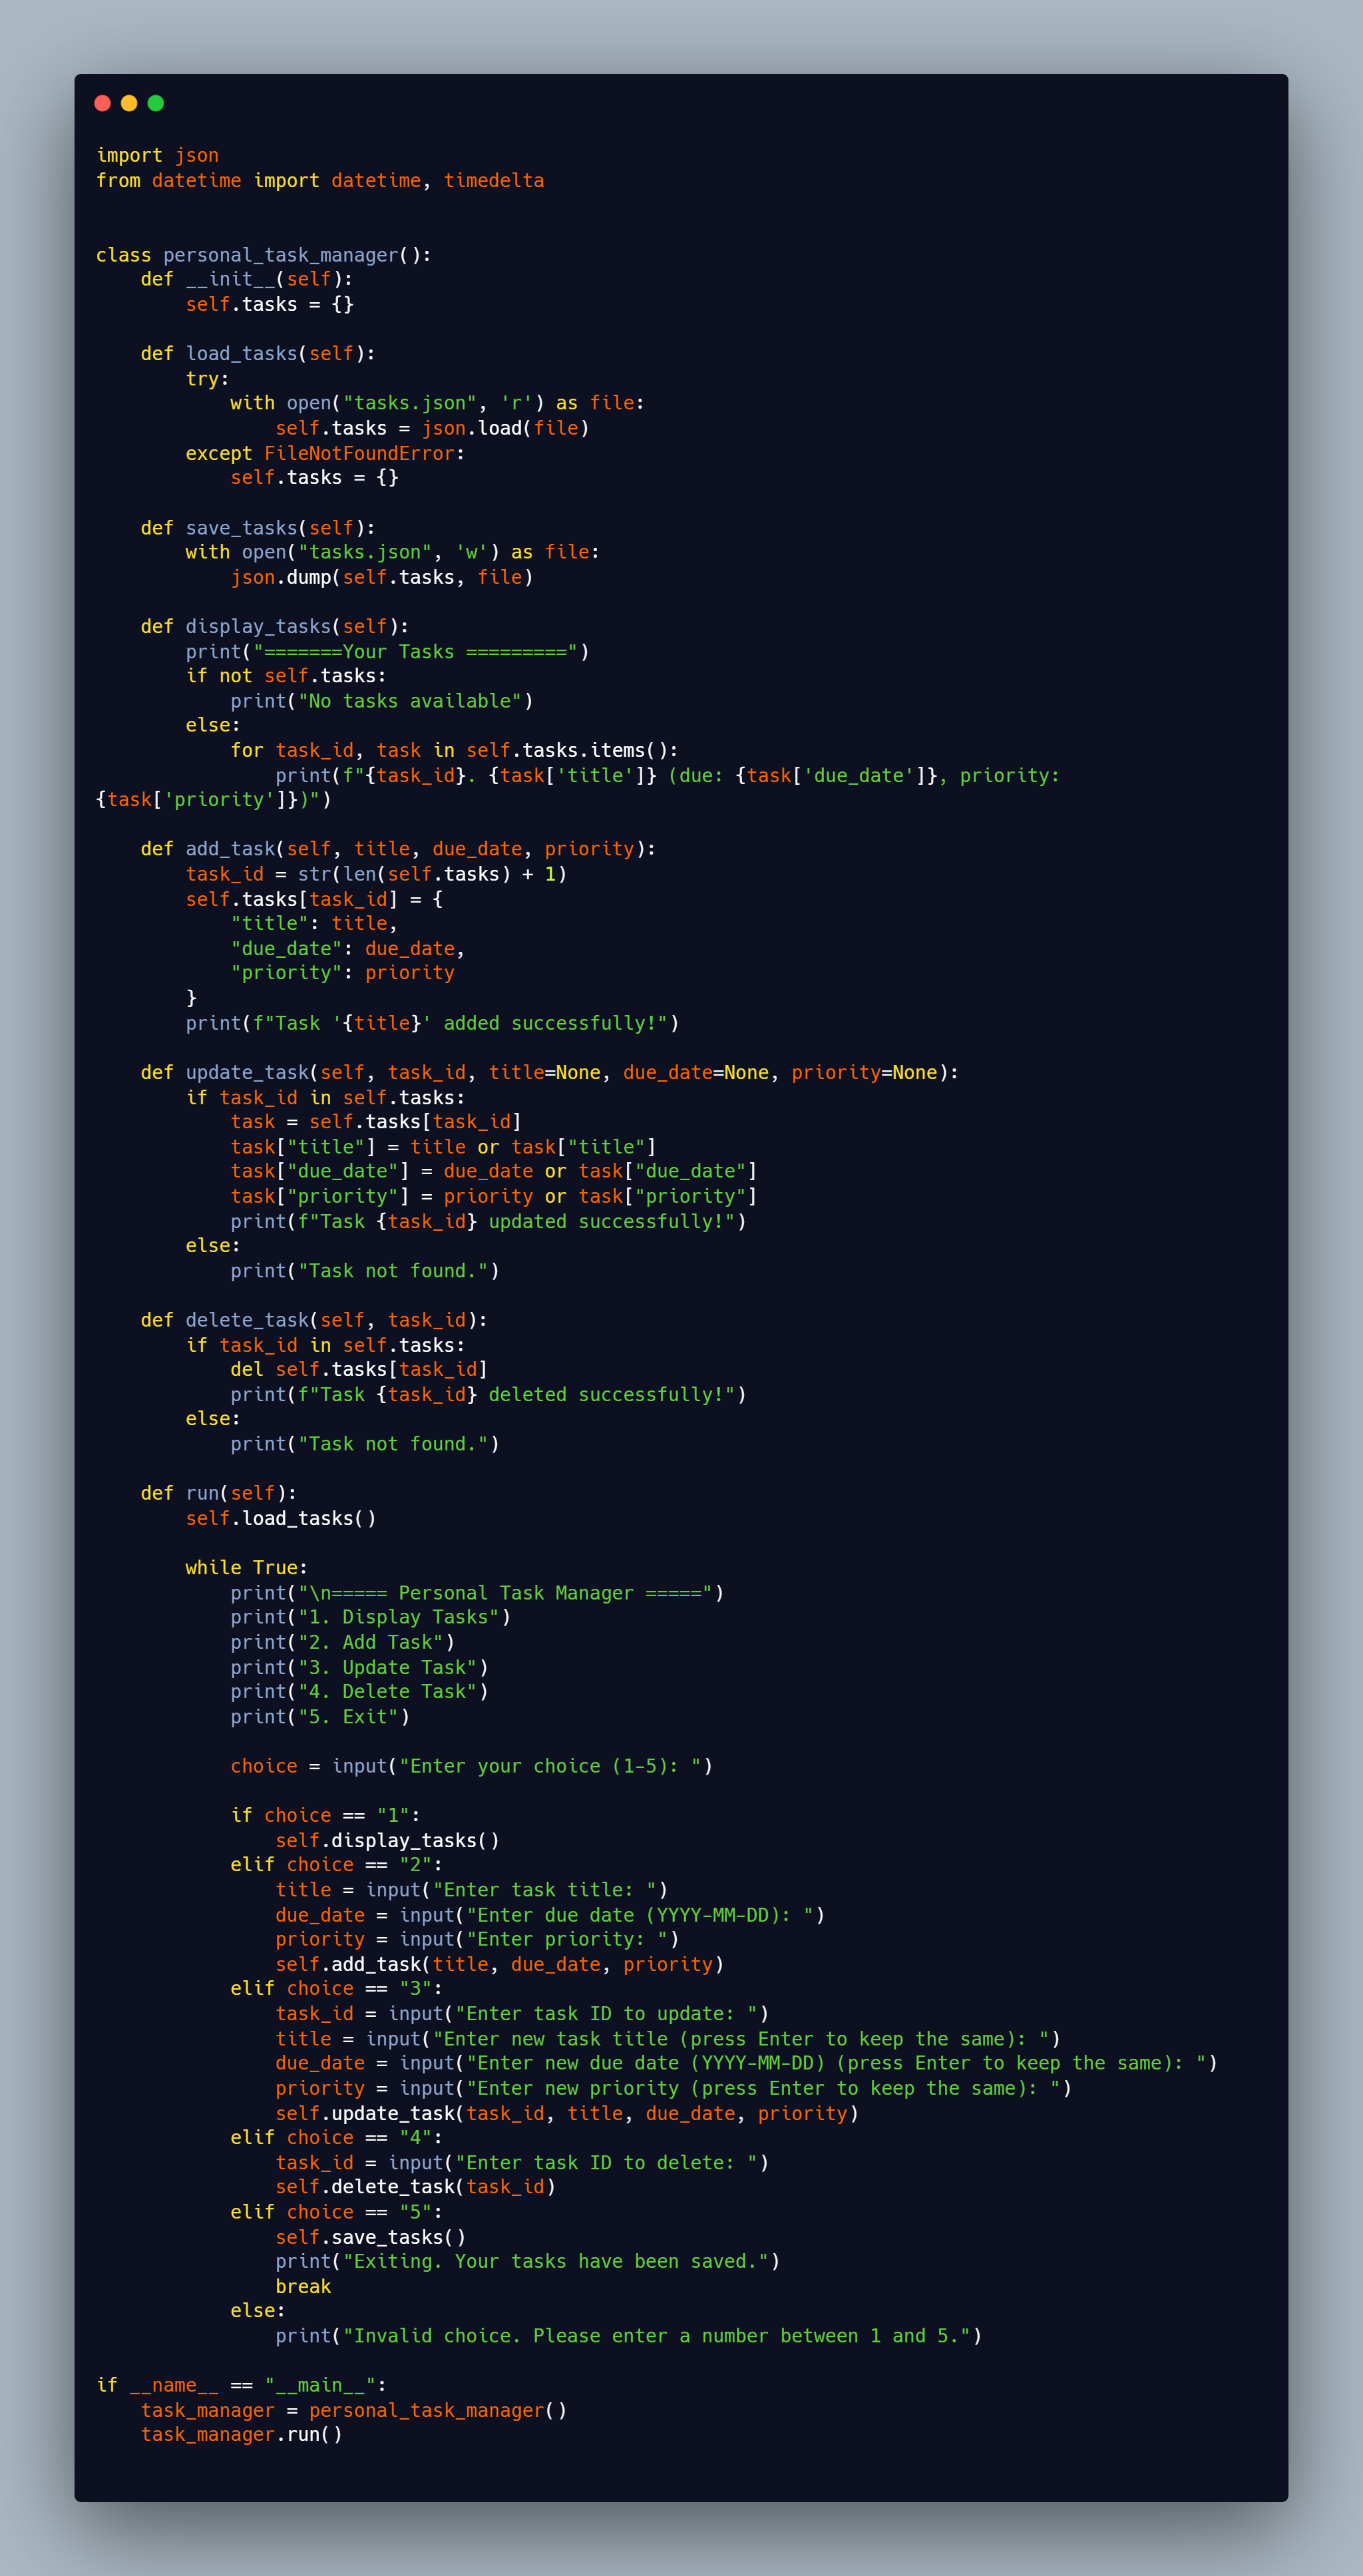 import json
from datetime import datetime, timedelta


class personal_task_manager():
    def __init__(self):
        self.tasks = {}

    def load_tasks(self):
        try:
            with open("tasks.json", 'r') as file:
                self.tasks = json.load(file)
        except FileNotFoundError:
            self.tasks = {}

    def save_tasks(self):
        with open("tasks.json", 'w') as file:
            json.dump(self.tasks, file)

    def display_tasks(self):
        print("=======Your Tasks =========")
        if not self.tasks:
            print("No tasks available")
        else:
            for task_id, task in self.tasks.items():
                print(f"{task_id}. {task['title']} (due: {task['due_date']}, priority:
{task['priority']})")

    def add_task(self, title, due_date, priority):
        task_id = str(len(self.tasks) + 1)
        self.tasks[task_id] = {
            "title": title,
            "due_date": due_date,
            "priority": priority
        }
        print(f"Task '{title}' added successfully!")

    def update_task(self, task_id, title=None, due_date=None, priority=None):
        if task_id in self.tasks:
            task = self.tasks[task_id]
            task["title"] = title or task["title"]
            task["due_date"] = due_date or task["due_date"]
            task["priority"] = priority or task["priority"]
            print(f"Task {task_id} updated successfully!")
        else:
            print("Task not found.")

    def delete_task(self, task_id):
        if task_id in self.tasks:
            del self.tasks[task_id]
            print(f"Task {task_id} deleted successfully!")
        else:
            print("Task not found.")

    def run(self):
        self.load_tasks()

        while True:
            print("\n===== Personal Task Manager =====")
            print("1. Display Tasks")
            print("2. Add Task")
            print("3. Update Task")
            print("4. Delete Task")
            print("5. Exit")

            choice = input("Enter your choice (1-5): ")

            if choice == "1":
                self.display_tasks()
            elif choice == "2":
                title = input("Enter task title: ")
                due_date = input("Enter due date (YYYY-MM-DD): ")
                priority = input("Enter priority: ")
                self.add_task(title, due_date, priority)
            elif choice == "3":
                task_id = input("Enter task ID to update: ")
                title = input("Enter new task title (press Enter to keep the same): ")
                due_date = input("Enter new due date (YYYY-MM-DD) (press Enter to keep the same): ")
                priority = input("Enter new priority (press Enter to keep the same): ")
                self.update_task(task_id, title, due_date, priority)
            elif choice == "4":
                task_id = input("Enter task ID to delete: ")
                self.delete_task(task_id)
            elif choice == "5":
                self.save_tasks()
                print("Exiting. Your tasks have been saved.")
                break
            else:
                print("Invalid choice. Please enter a number between 1 and 5.")

if __name__ == "__main__":
    task_manager = personal_task_manager()
    task_manager.run()